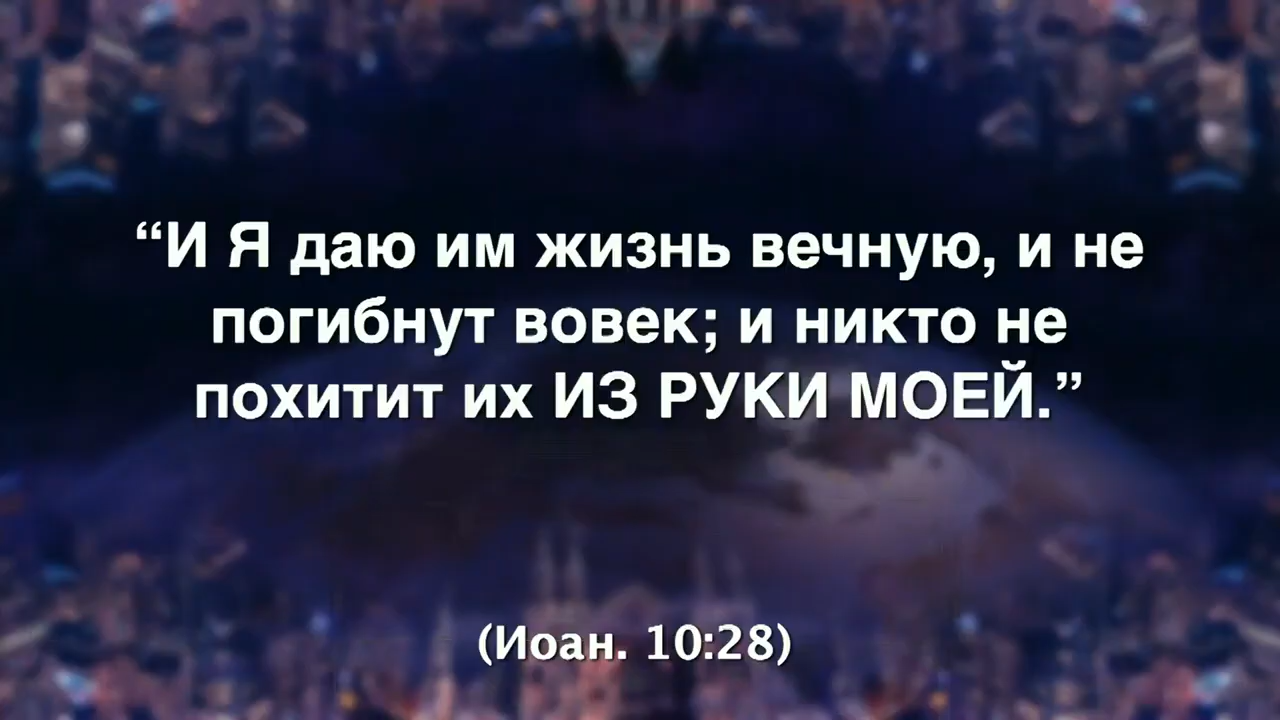 “И Я даю им жизнь вечную, и не
погибнут вовек; и никто не
похитит их ИЗ РУКИ МОЕЙ.”
(Иоан. 10:28)